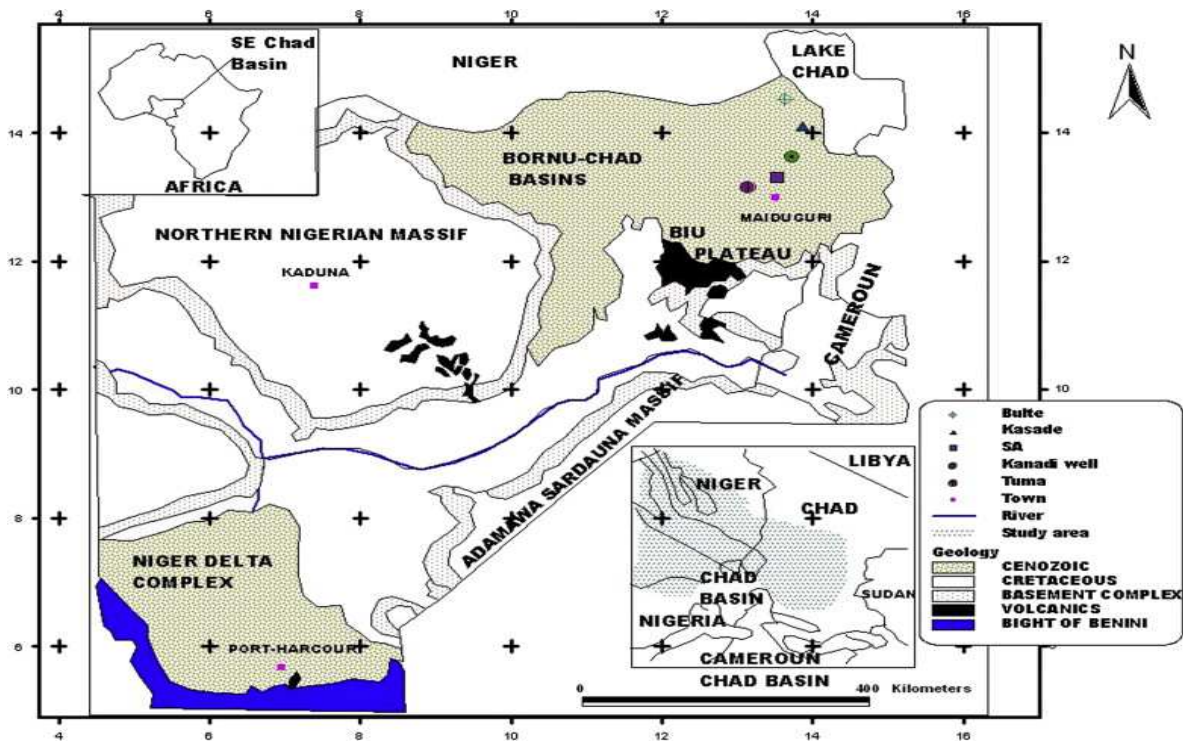 4 6 8 10 12 14 16
SE Chad
Basin
AFRICA
NIGER
LAKE
CHAD
N
14 14
BORNU-CHAD
BASINS
MAIDUGURI
NORTHERN NIGERIAN MASSIF
KADUNA
BIU
PLATEAU
12 12
CAMEROUN
10 10
ADAMAWA SARDAUNA MASSIF
8
NIGER DELTA
COMPLEX
6
PORT-HARCOUR
LIBYA
NIGER
CHAD
CHAD
BASIN
SUDAN
NIGERIA
CAMEROUN
CHAD BASIN
0 400 Kilometers
Bulte
Kasade
SA
Kanadi well
Tuma
Town
River
Study area
Geology
CENOZOIC
CRETACEOUS
BASEMENT COMPLEX
VOLCANICS
BIGHT OF BENINI
4 6 8 10 12 14 16